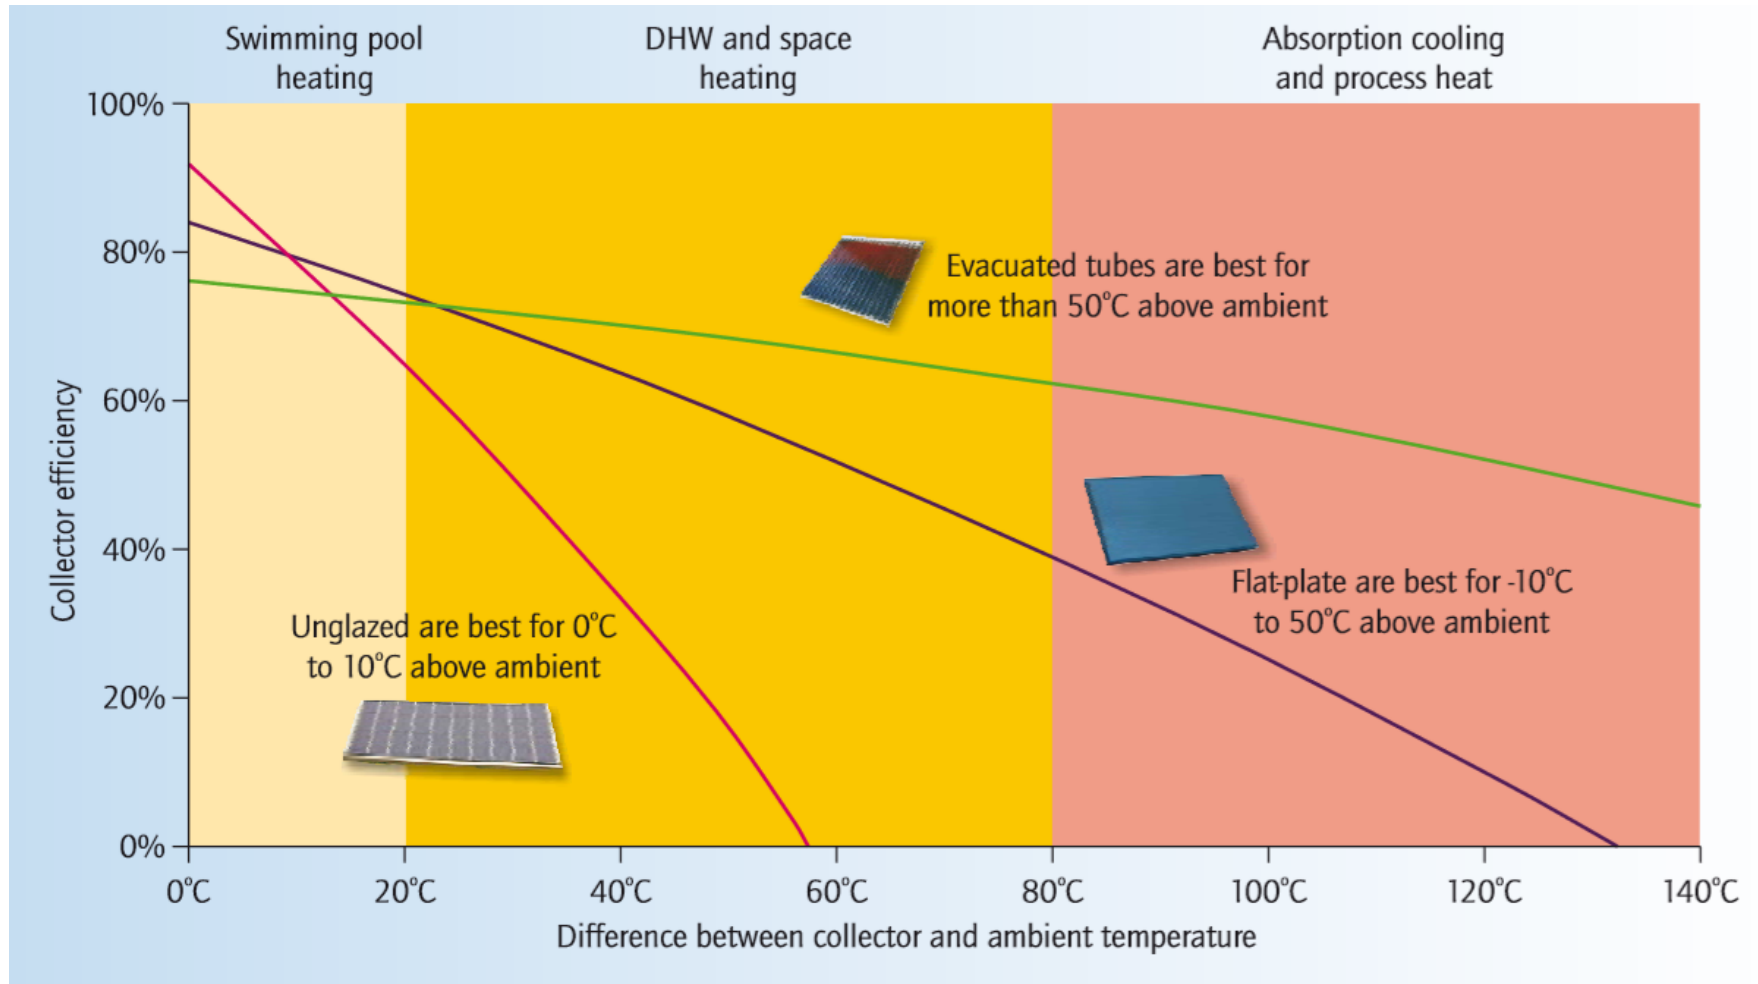 Swimming pool
heating
DHW and space
heating
Absorption cooling
and process heat
100%
80%
60%
40%
20%
0%
Collector efficiency
Evacuated tubes are best for
more than 50°C above ambient
Flat-plate are best for -10°C
to 50°C above ambient
Unglazed are best for 0°C
to 10°C above ambient
0°C
20°C
40°C
60°C
80°C
100°C
120°C
140°C
Difference between collector and ambient temperature